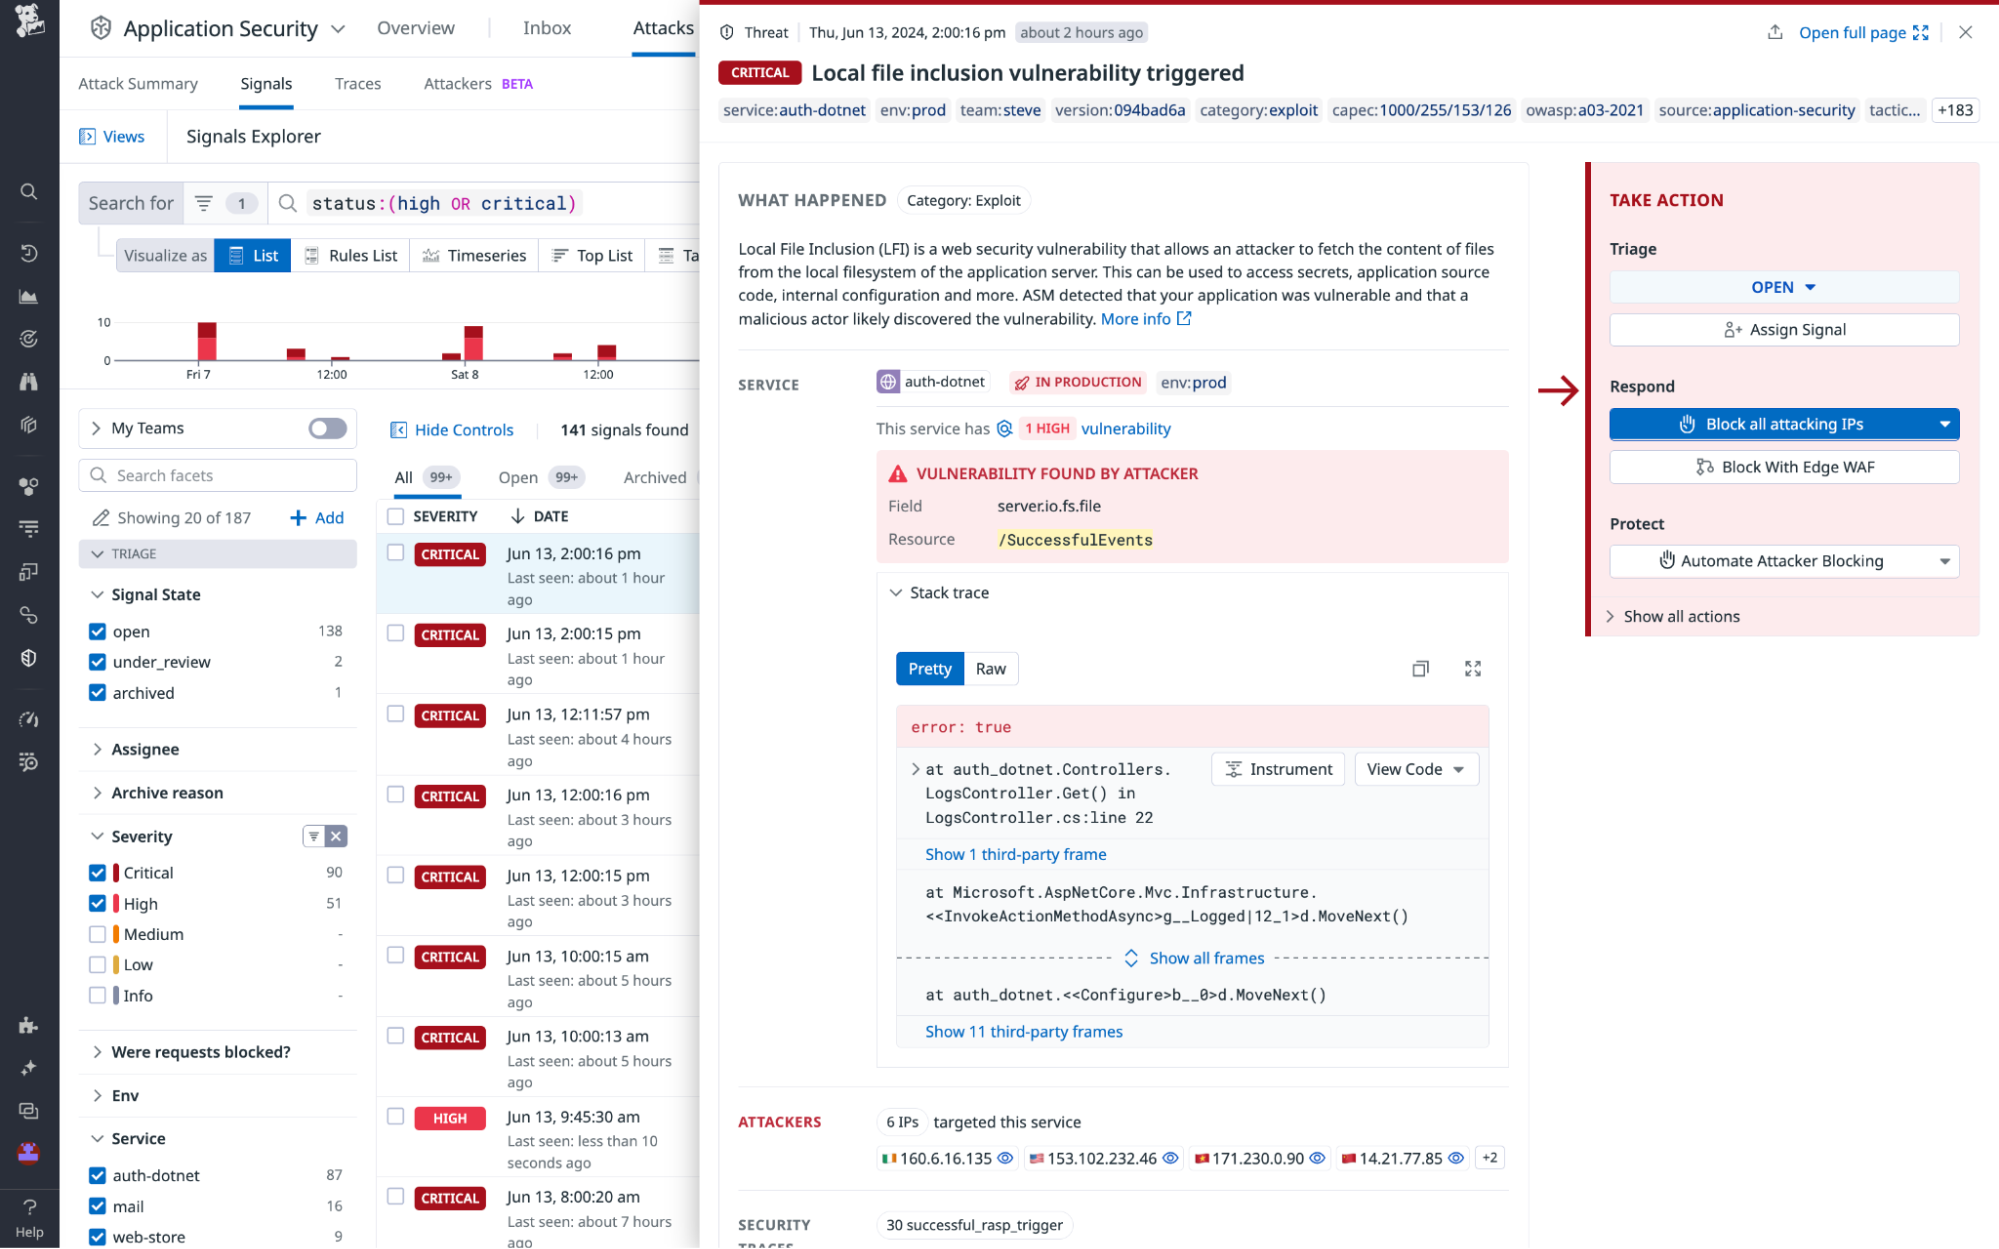 Application Security
Overview
Inbox
Attacks
Attack Summary
Signals
Traces
Attackers BETA
Views
Signals Explorer
Search for
1
status:(high OR critical)
Visualize as
List
Rules List
Timeseries
Top List
Ta
10
0
Fri 7
12:00
Sat 8
12:00
My Teams
Search facets
Showing 20 of 187
Add
TRIAGE
Signal State
open 138
under_review 2
archived 1
Assignee
Archive reason
Severity
Critical 90
High 51
Medium -
Low -
Info -
Were requests blocked?
Env
Service
auth-dotnet 87
mail 16
web-store 9
Help
Hide Controls
141 signals found
All 99+
Open 99+
Archived
SEVERITY
DATE
CRITICAL
Jun 13, 2:00:16 pm
Last seen: about 1 hour
ago
CRITICAL
Jun 13, 2:00:15 pm
Last seen: about 1 hour
ago
CRITICAL
Jun 13, 12:11:57 pm
Last seen: about 4 hours
ago
CRITICAL
Jun 13, 12:00:16 pm
Last seen: about 3 hours
ago
CRITICAL
Jun 13, 12:00:15 pm
Last seen: about 3 hours
ago
CRITICAL
Jun 13, 10:00:15 am
Last seen: about 5 hours
ago
CRITICAL
Jun 13, 10:00:13 am
Last seen: about 5 hours
ago
HIGH
Jun 13, 9:45:30 am
Last seen: less than 10
seconds ago
CRITICAL
Jun 13, 8:00:20 am
Last seen: about 7 hours
ago
Threat
Thu, Jun 13, 2024, 2:00:16 pm
about 2 hours ago
Open full page
CRITICAL
Local file inclusion vulnerability triggered
service:auth-dotnet env:prod team:steve version:094bad6a category:exploit capec:1000/255/153/126 owasp:a03-2021 source:application-security tactic... +183
WHAT HAPPENED
Category: Exploit
Local File Inclusion (LFI) is a web security vulnerability that allows an attacker to fetch the content of files
from the local filesystem of the application server. This can be used to access secrets, application source
code, internal configuration and more. ASM detected that your application was vulnerable and that a
malicious actor likely discovered the vulnerability. More info
SERVICE
auth-dotnet
IN PRODUCTION
env:prod
This service has 1 HIGH vulnerability
VULNERABILITY FOUND BY ATTACKER
Field server.io.fs.file
Resource /SuccessfulEvents
Stack trace
Pretty
Raw
error: true
at auth_dotnet.Controllers.
LogsController.Get() in
LogsController.cs:line 22
Instrument
View Code
Show 1 third-party frame
at Microsoft.AspNetCore.Mvc.Infrastructure.
<<InvokeActionMethodAsync>g__Logged|12_1>d.MoveNext()
Show all frames
at auth_dotnet.<<Configure>b__0>d.MoveNext()
Show 11 third-party frames
ATTACKERS
6 IPs targeted this service
160.6.16.135
153.102.232.46
171.230.0.90
14.21.77.85
+2
SECURITY
TRACES
30 successful_rasp_trigger
TAKE ACTION
Triage
OPEN
Assign Signal
Respond
Block all attacking IPs
Block With Edge WAF
Protect
Automate Attacker Blocking
Show all actions